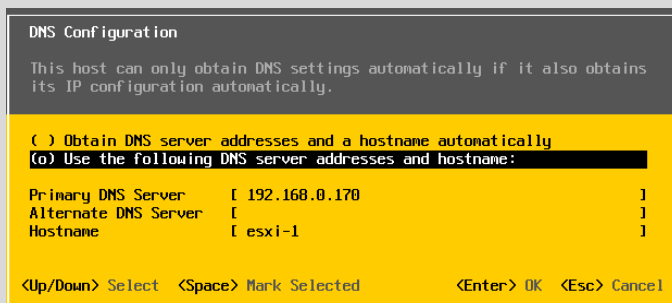 DNS Configuration
This host can only obtain DNS settings automatically if it also obtains
its IP configuration automatically.
( ) Obtain DNS server addresses and a hostname automatically
(o) Use the following DNS server addresses and hostname:
Primary DNS Server [ 192.168.0.170 ]
Alternate DNS Server [ ]
Hostname [ esxi-1 ]
<Up/Down> Select <Space> Mark Selected <Enter> OK <Esc> Cancel